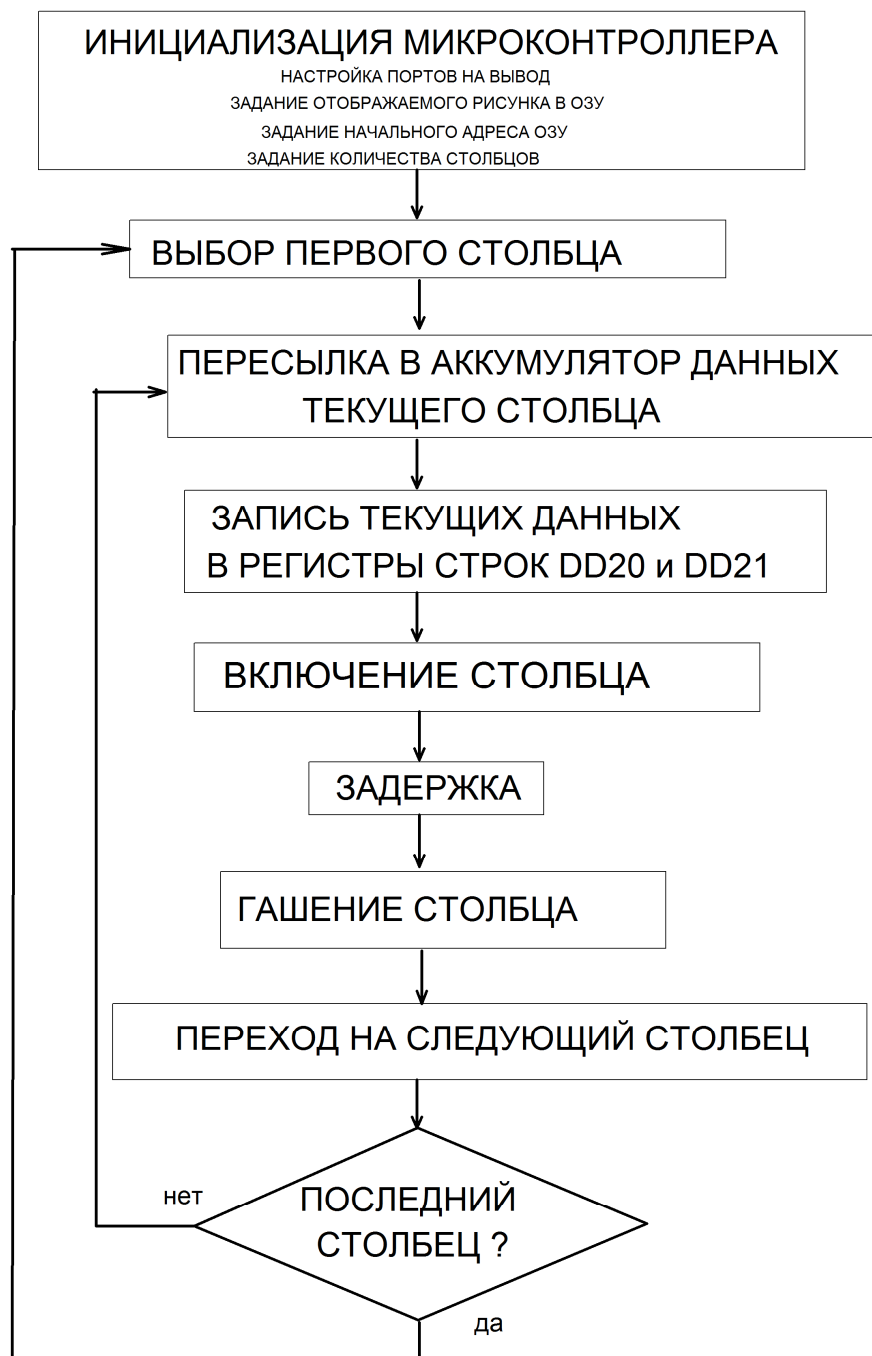 ИНИЦИАЛИЗАЦИЯ МИКРОКОНТРОЛЛЕРА
НАСТРОЙКА ПОРТОВ НА ВЫВОД
ЗАДАНИЕ ОТОБРАЖАЕМОГО РИСУНКА В ОЗУ
ЗАДАНИЕ НАЧАЛЬНОГО АДРЕСА ОЗУ
ЗАДАНИЕ КОЛИЧЕСТВА СТОЛБЦОВ
ВЫБОР ПЕРВОГО СТОЛБЦА
ПЕРЕСЫЛКА В АККУМУЛЯТОР ДАННЫХ
ТЕКУЩЕГО СТОЛБЦА
ЗАПИСЬ ТЕКУЩИХ ДАННЫХ
В РЕГИСТРЫ СТРОК DD20 и DD21
ВКЛЮЧЕНИЕ СТОЛБЦА
ЗАДЕРЖКА
ГАШЕНИЕ СТОЛБЦА
ПЕРЕХОД НА СЛЕДУЮЩИЙ СТОЛБЕЦ
нет
ПОСЛЕДНИЙ
СТОЛБЕЦ ?
да